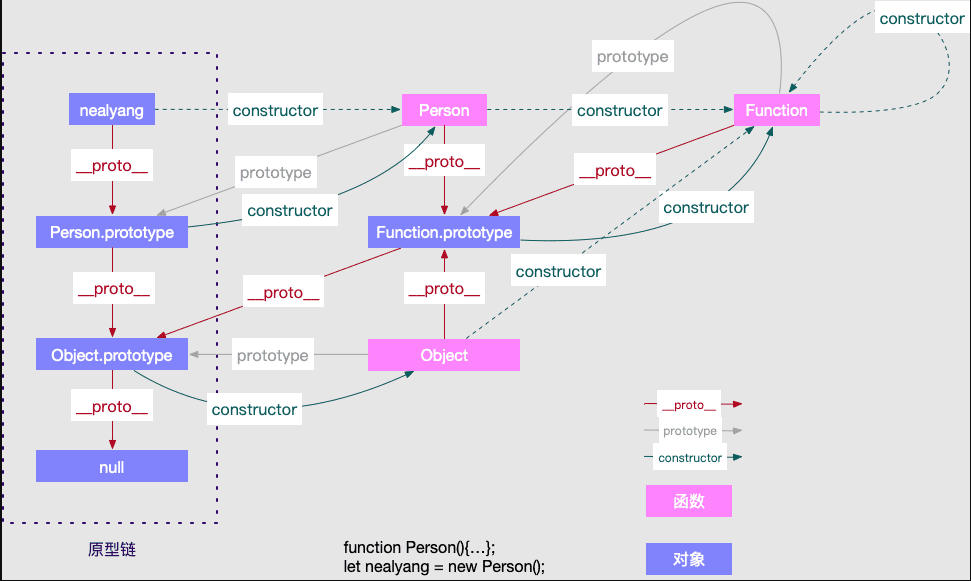 constructor
prototype
nealyang
constructor
Person
constructor
Function
__proto__
__proto__
__proto__
prototype
constructor
constructor
Person.prototype
Function.prototype
constructor
__proto__
__proto__
__proto__
Object.prototype
prototype
Object
__proto__
constructor
__proto__
prototype
constructor
null
函数
原型链
function Person(){…};
let nealyang = new Person();
对象